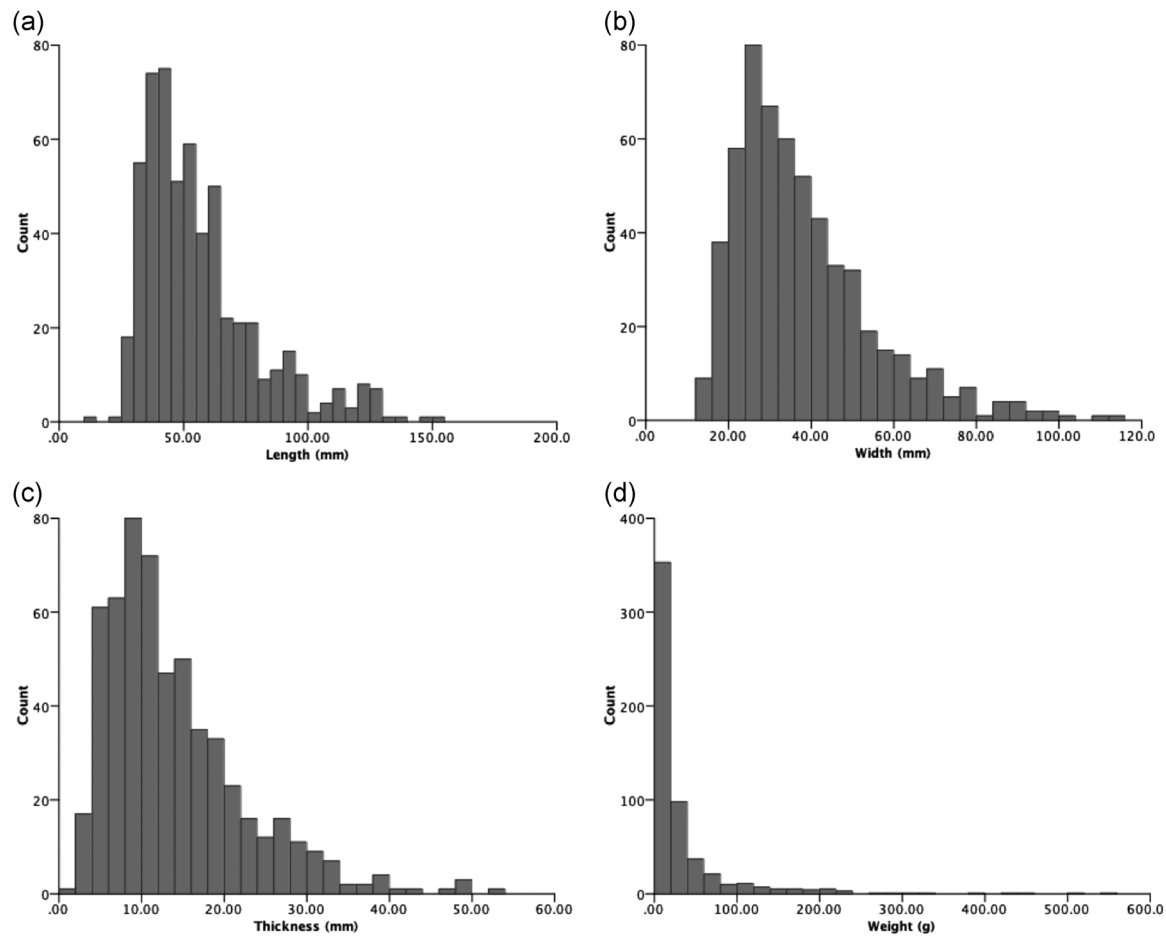 (a)
80
60
40
20
0
Count
.00 50.00 100.00 150.00 200.0
Length (mm)
(b)
80
60
40
20
0
Count
.00 20.00 40.00 60.00 80.00 100.00 120.0
Width (mm)
(c)
80
60
40
20
0
Count
.00 10.00 20.00 30.00 40.00 50.00 60.00
Thickness (mm)
(d)
400
300
200
100
0
Count
.00 100.00 200.00 300.00 400.00 500.00 600.0
Weight (g)